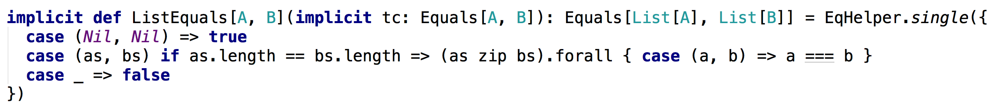 implicit def ListEquals[A, B](implicit tc: Equals[A, B]): Equals[List[A], List[B]] = EqHelper.single({
  case (Nil, Nil) => true
  case (as, bs) if as.length == bs.length => (as zip bs).forall { case (a, b) => a === b }
  case _ => false
})